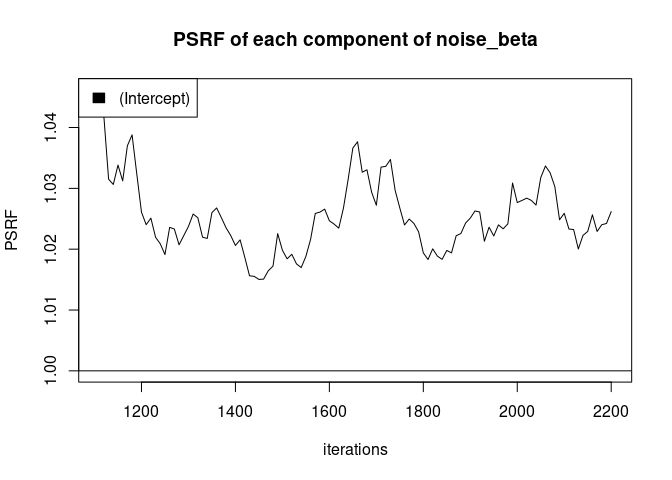 PSRF of each component of noise_beta
(Intercept)
PSRF
1.04
1.03
1.02
1.01
1.00
1200 1400 1600 1800 2000 2200
iterations